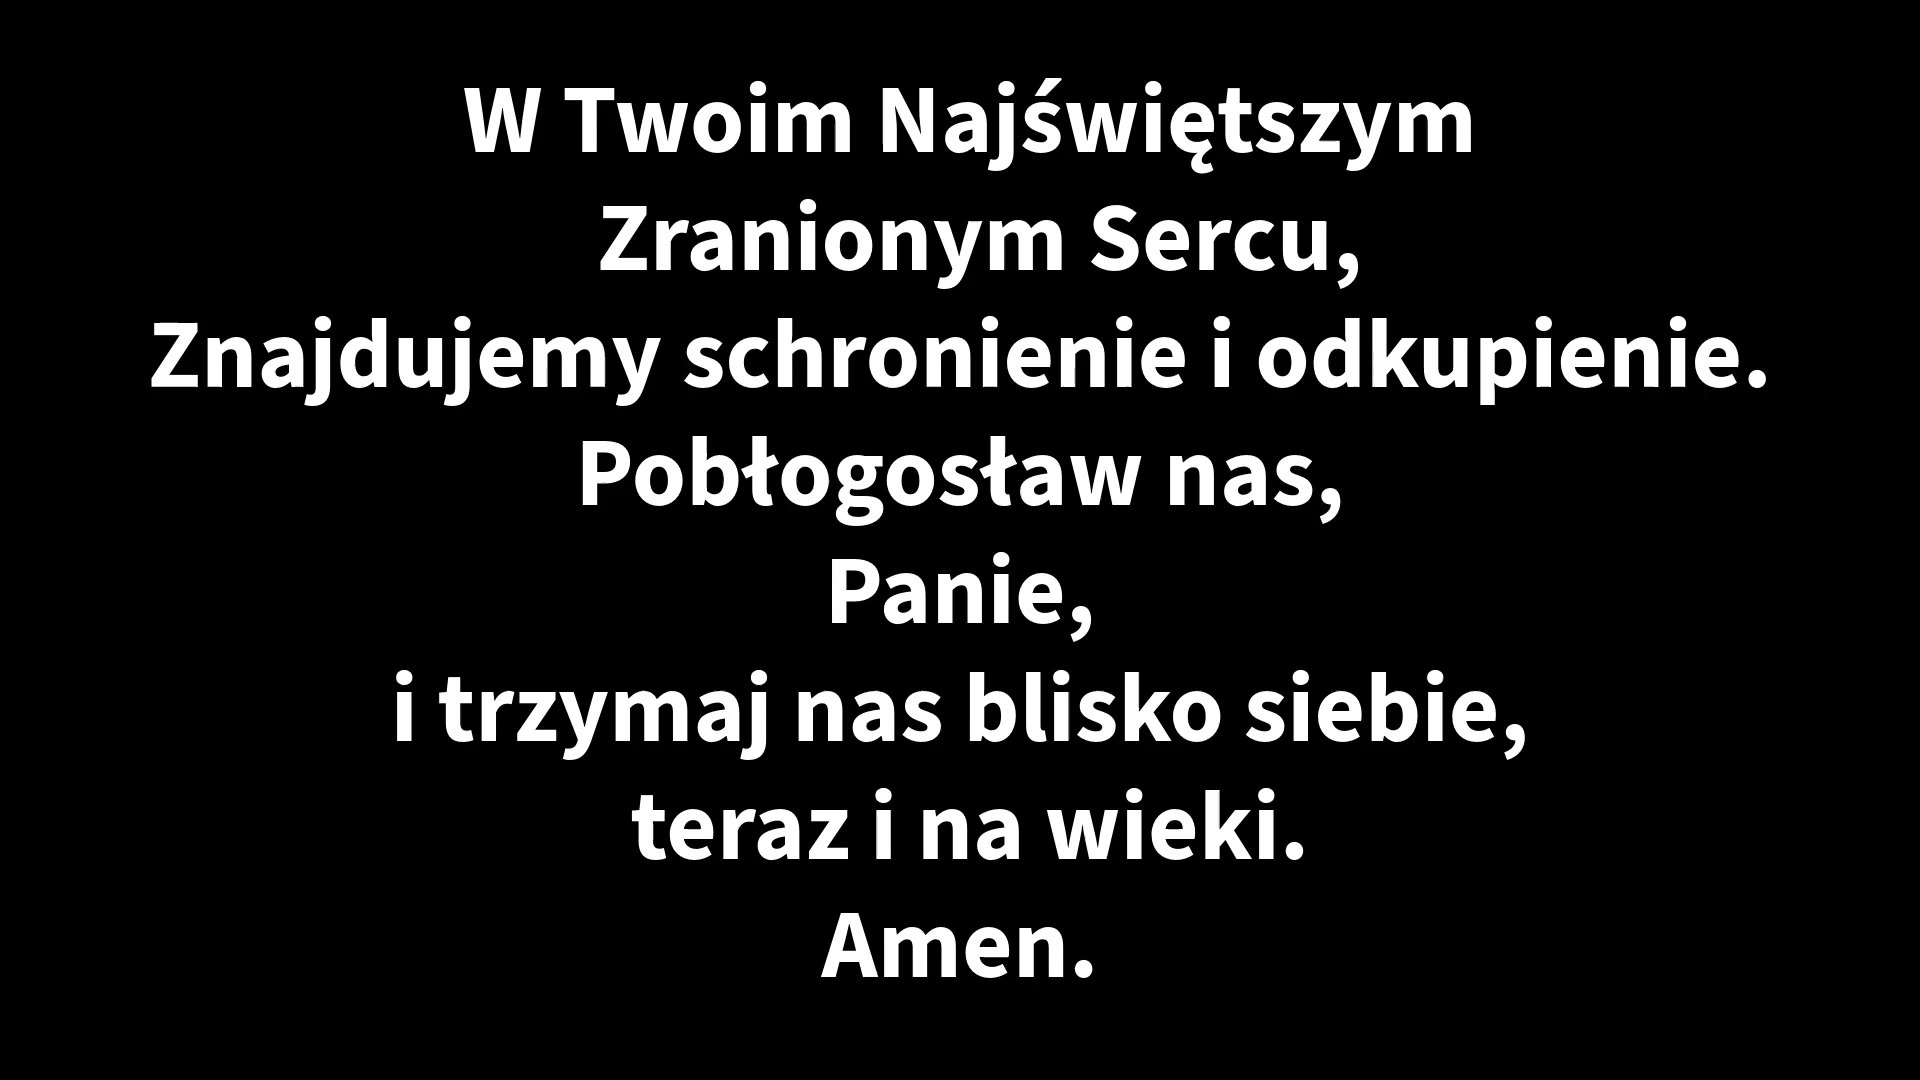 W Twoim Najświętszym
Zranionym Sercu,
Znajdujemy schronienie i odkupienie.
Pobłogosław nas,
Panie,
i trzymaj nas blisko siebie,
teraz i na wieki.
Amen.